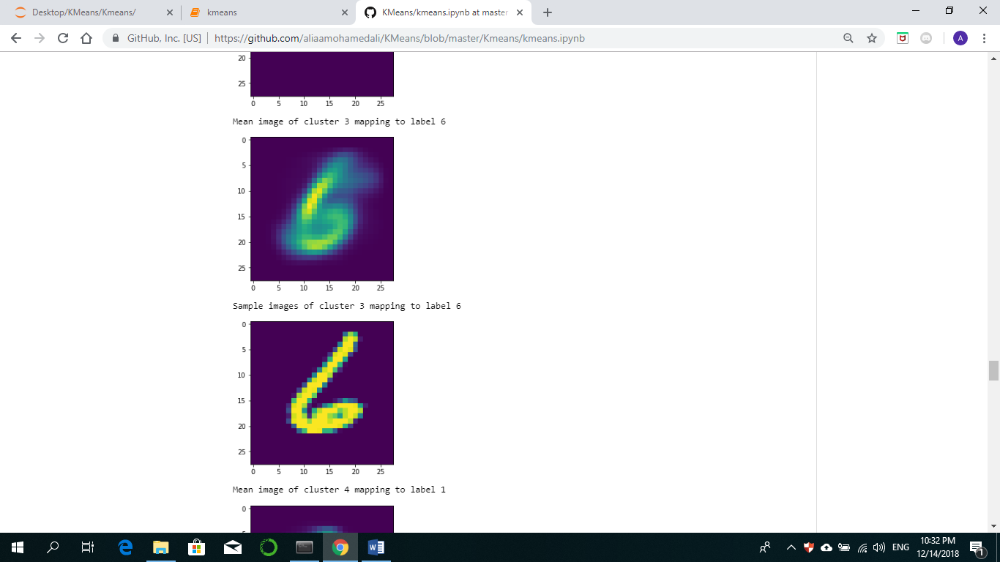 Desktop/KMeans/Kmeans/
kmeans
KMeans/kmeans.ipynb at master
GitHub, Inc. [US]
https://github.com/aliaamohamedali/KMeans/blob/master/Kmeans/kmeans.ipynb
A
20
25
0 5 10 15 20 25
Mean image of cluster 3 mapping to label 6
0
5
10
15
20
25
0 5 10 15 20 25
Sample images of cluster 3 mapping to label 6
0
5
10
15
20
25
0 5 10 15 20 25
Mean image of cluster 4 mapping to label 1
0
5
ENG
10:32 PM
12/14/2018
1